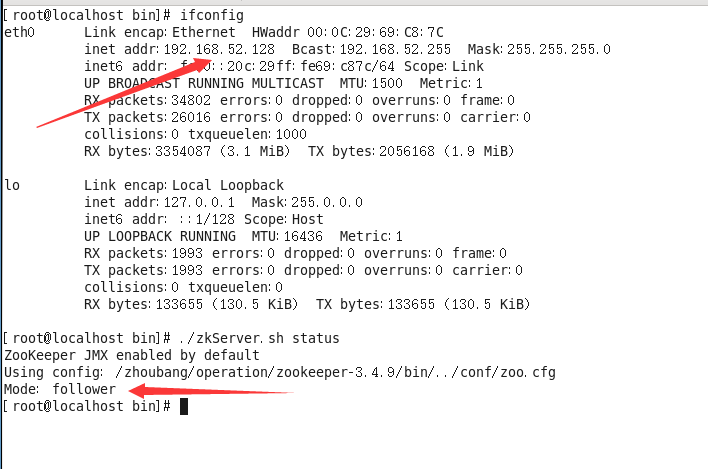 [root@localhost bin]# ifconfig
eth0 Link encap:Ethernet HWaddr 00:0C:29:69:C8:7C
inet addr:192.168.52.128 Bcast:192.168.52.255 Mask:255.255.255.0
inet6 addr: ::20c:29ff:fe69:c87c/64 Scope:Link
UP BROADCAST RUNNING MULTICAST MTU:1500 Metric:1
RX packets:34802 errors:0 dropped:0 overruns:0 frame:0
TX packets:26016 errors:0 dropped:0 overruns:0 carrier:0
collisions:0 txqueuelen:1000
RX bytes:3354087 (3.1 MiB) TX bytes:2056168 (1.9 MiB)
lo Link encap:Local Loopback
inet addr:127.0.0.1 Mask:255.0.0.0
inet6 addr: ::1/128 Scope:Host
UP LOOPBACK RUNNING MTU:16436 Metric:1
RX packets:1993 errors:0 dropped:0 overruns:0 frame:0
TX packets:1993 errors:0 dropped:0 overruns:0 carrier:0
collisions:0 txqueuelen:0
RX bytes:133655 (130.5 KiB) TX bytes:133655 (130.5 KiB)
[root@localhost bin]# ./zkServer.sh status
ZooKeeper JMX enabled by default
Using config: /zhoubang/operation/zookeeper-3.4.9/bin/../conf/zoo.cfg
Mode: follower
[root@localhost bin]#